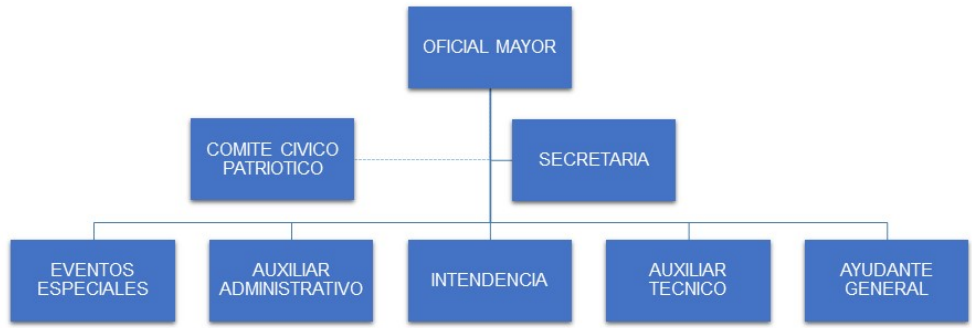 OFICIAL MAYOR
COMITE CIVICO
PATRIOTICO
SECRETARIA
EVENTOS
ESPECIALES
AUXILIAR
ADMINISTRATIVO
INTENDENCIA
AUXILIAR
TECNICO
AYUDANTE
GENERAL